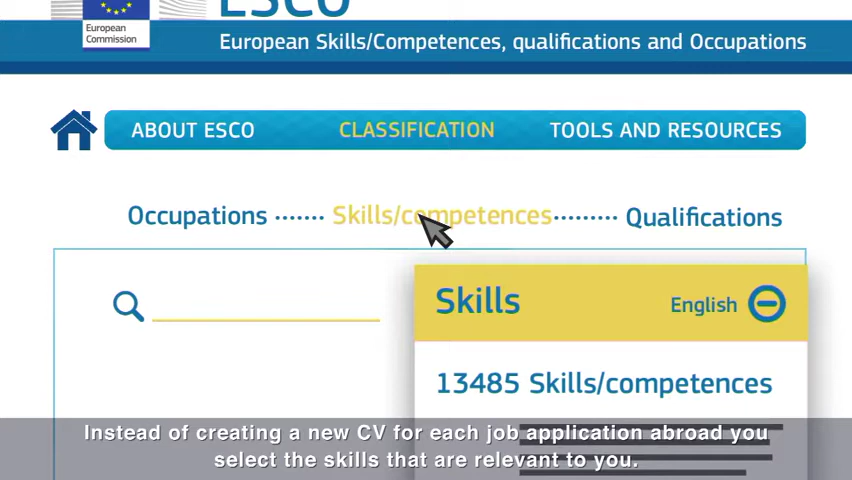 ESCO
European
Commission
European Skills/Competences, qualifications and Occupations
ABOUT ESCO CLASSIFICATION TOOLS AND RESOURCES
Occupations ······· Skills/competences ········· Qualifications
Skills English
13485 Skills/competences
Instead of creating a new CV for each job application abroad you
select the skills that are relevant to you.